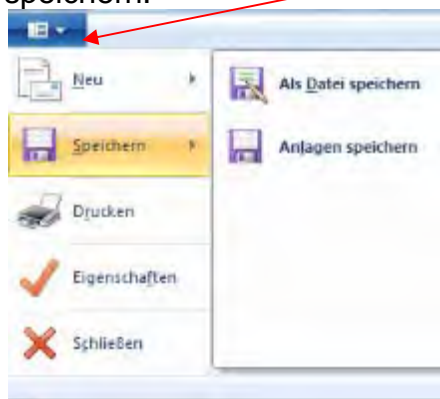 speichern.
Neu
Speichern
Drucken
Eigenschaften
Schließen
Als Datei speichern
Anlagen speichern